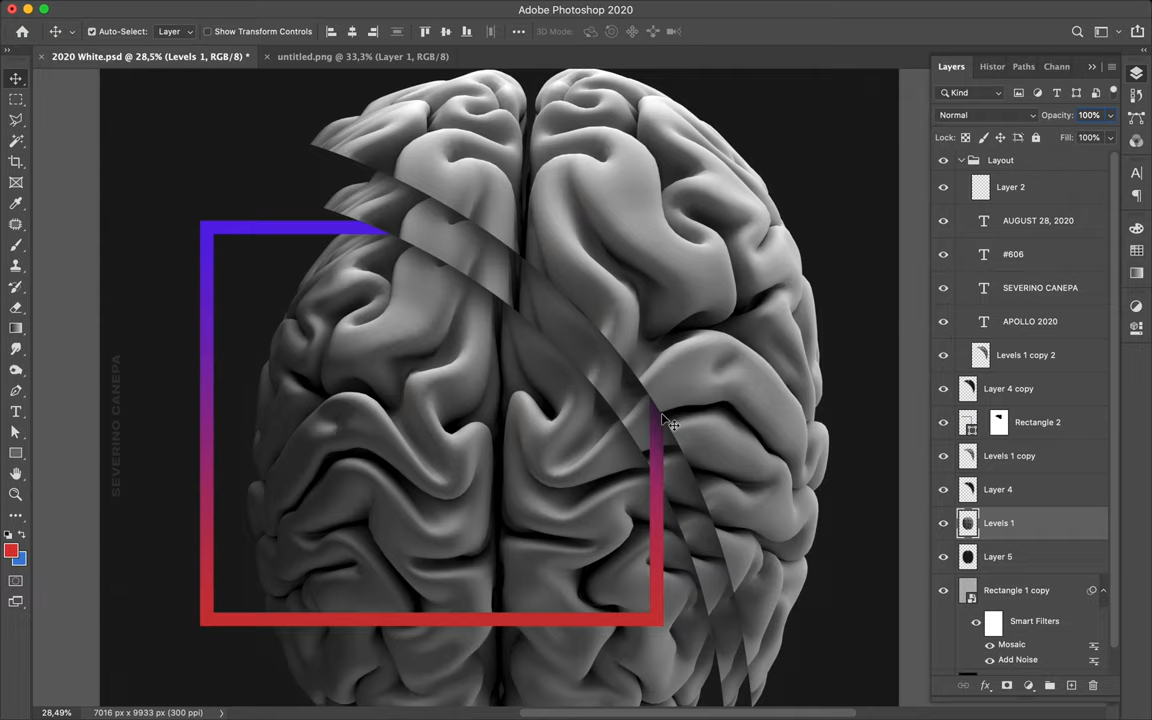 Adobe Photoshop 2020
Auto-Select: Layer Show Transform Controls 3D Mode:
2020 White.psd @ 28,5% (Levels 1, RGB/8) * untitled.png @ 33,3% (Layer 1, RGB/8)
Layers Histor Paths Chann
Kind
Normal Opacity: 100%
Lock: Fill: 100%
Layout
Layer 2
AUGUST 28, 2020
#606
SEVERINO CANEPA
APOLLO 2020
Levels 1 copy 2
Layer 4 copy
Rectangle 2
Levels 1 copy
Layer 4
Levels 1
Layer 5
Rectangle 1 copy
Smart Filters
Mosaic
Add Noise
SEVERINO CANEPA
28,49% 7016 px x 9933 px (300 ppi)